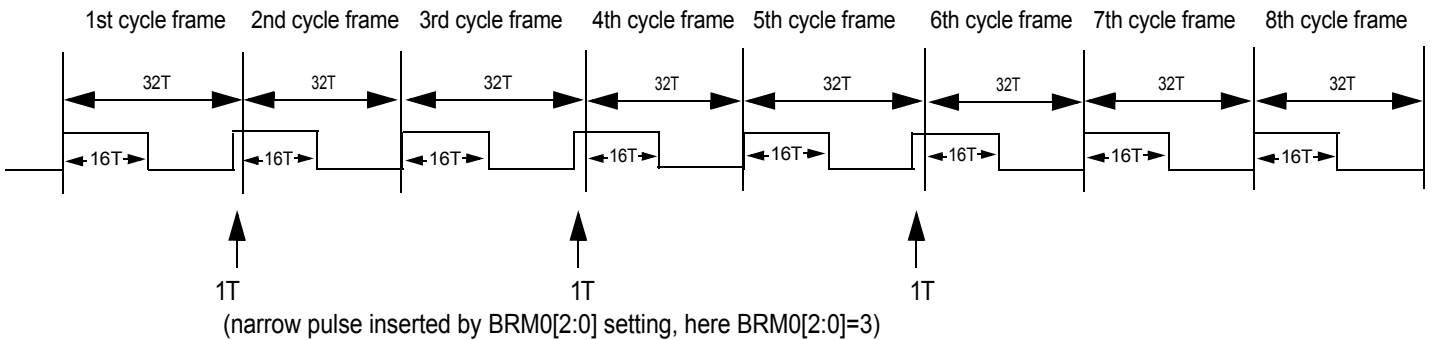 1st cycle frame 2nd cycle frame 3rd cycle frame 4th cycle frame 5th cycle frame 6th cycle frame 7th cycle frame 8th cycle frame
32T 32T 32T 32T 32T 32T 32T 32T
16T 16T 16T 16T 16T 16T 16T 16T
1T 1T 1T
(narrow pulse inserted by BRM0[2:0] setting, here BRM0[2:0]=3)